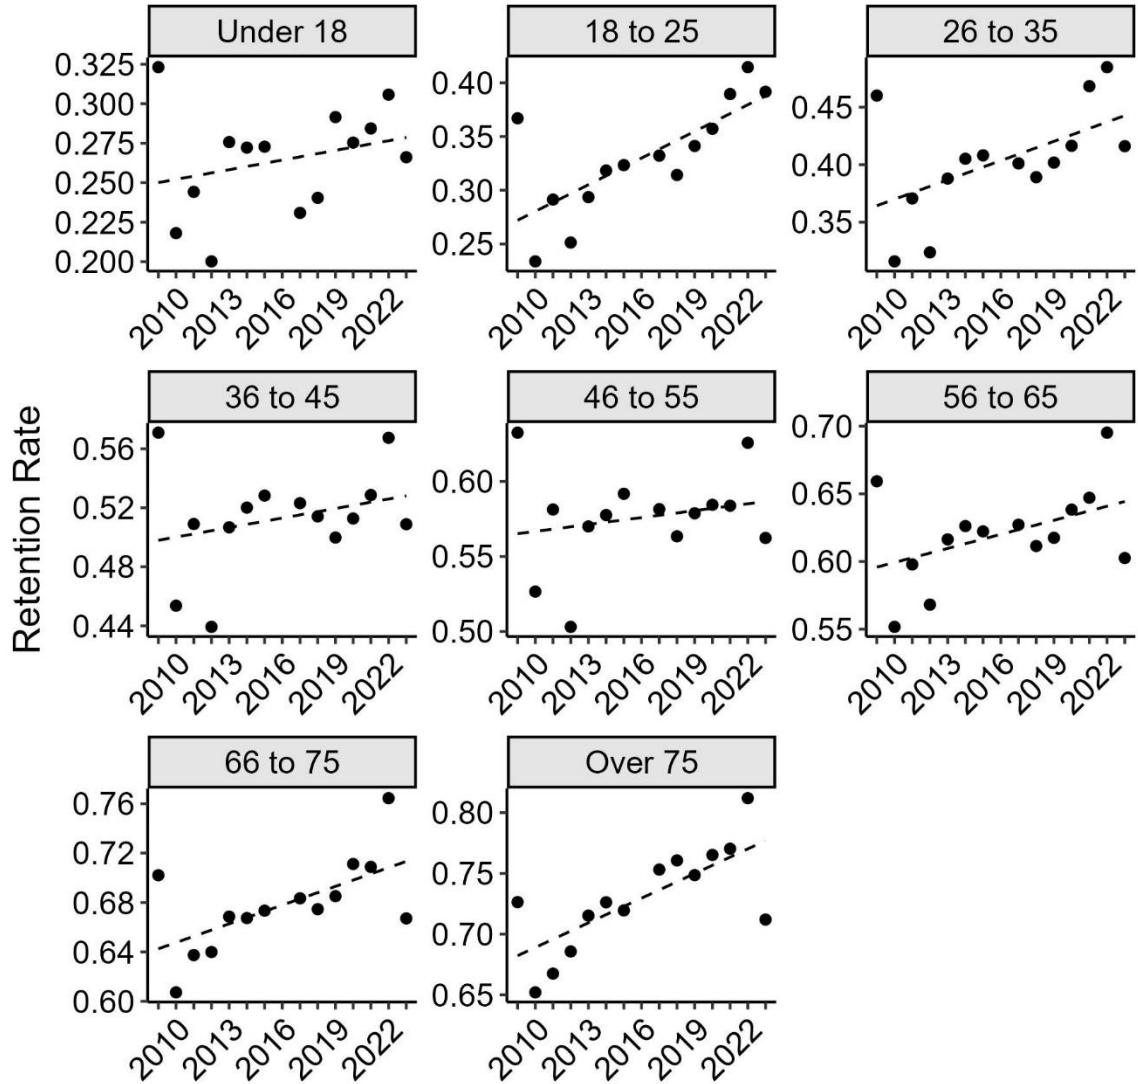 Under 18
18 to 25
26 to 35
0.325
0.300
0.275
0.250
0.225
0.200
0.40
0.35
0.30
0.25
0.45
0.40
0.35
2010 2013 2016 2019 2022
2010 2013 2016 2019 2022
2010 2013 2016 2019 2022
Retention Rate
36 to 45
46 to 55
56 to 65
0.56
0.52
0.48
0.44
0.60
0.55
0.50
0.70
0.65
0.60
0.55
2010 2013 2016 2019 2022
2010 2013 2016 2019 2022
2010 2013 2016 2019 2022
66 to 75
Over 75
0.76
0.72
0.68
0.64
0.60
0.80
0.75
0.70
0.65
2010 2013 2016 2019 2022
2010 2013 2016 2019 2022